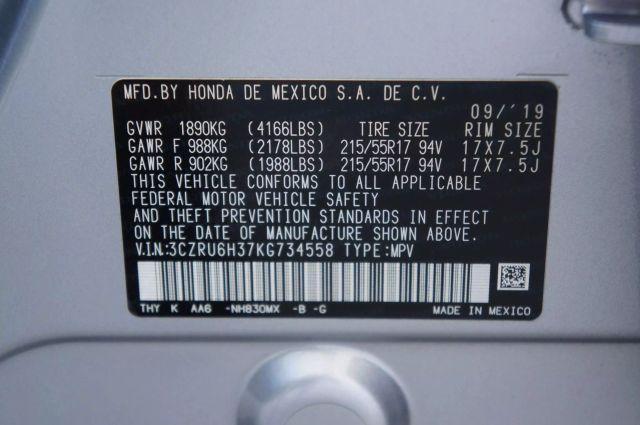 MFD.BY HONDA DE MEXICO S.A. DE C.V.
09/'19
GVWR 1890KG (4166LBS) TIRE SIZE RIM SIZE
GAWR F 988KG (2178LBS) 215/55R17 94V 17X7.5J
GAWR R 902KG (1988LBS) 215/55R17 94V 17X7.5J
THIS VEHICLE CONFORMS TO ALL APPLICABLE
FEDERAL MOTOR VEHICLE SAFETY
AND THEFT PREVENTION STANDARDS IN EFFECT
ON THE DATE OF MANUFACTURE SHOWN ABOVE.
V.I.N:3CZRU6H37KG734558 TYPE:MPV
THY K AA6 -NH830MX -B -G MADE IN MEXICO